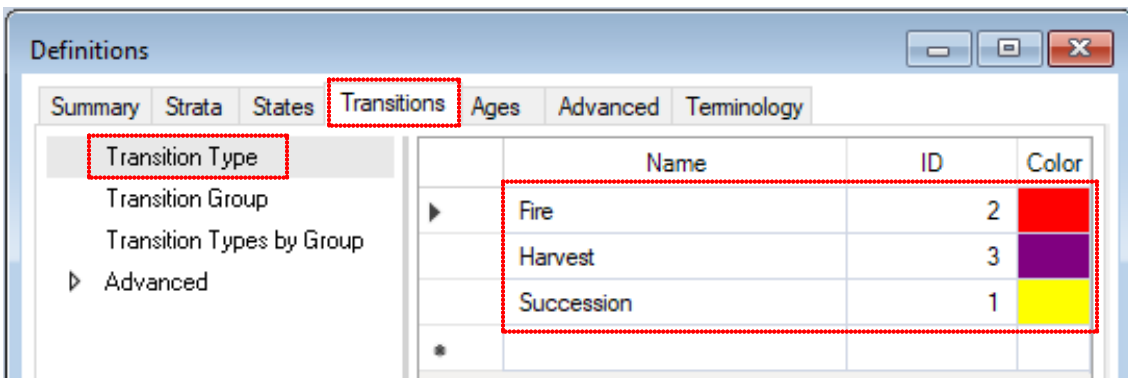 Definitions
Summary Strata States Transitions Ages Advanced Terminology
Transition Type
Transition Group
Transition Types by Group
Advanced
Name ID Color
Fire 2
Harvest 3
Succession 1